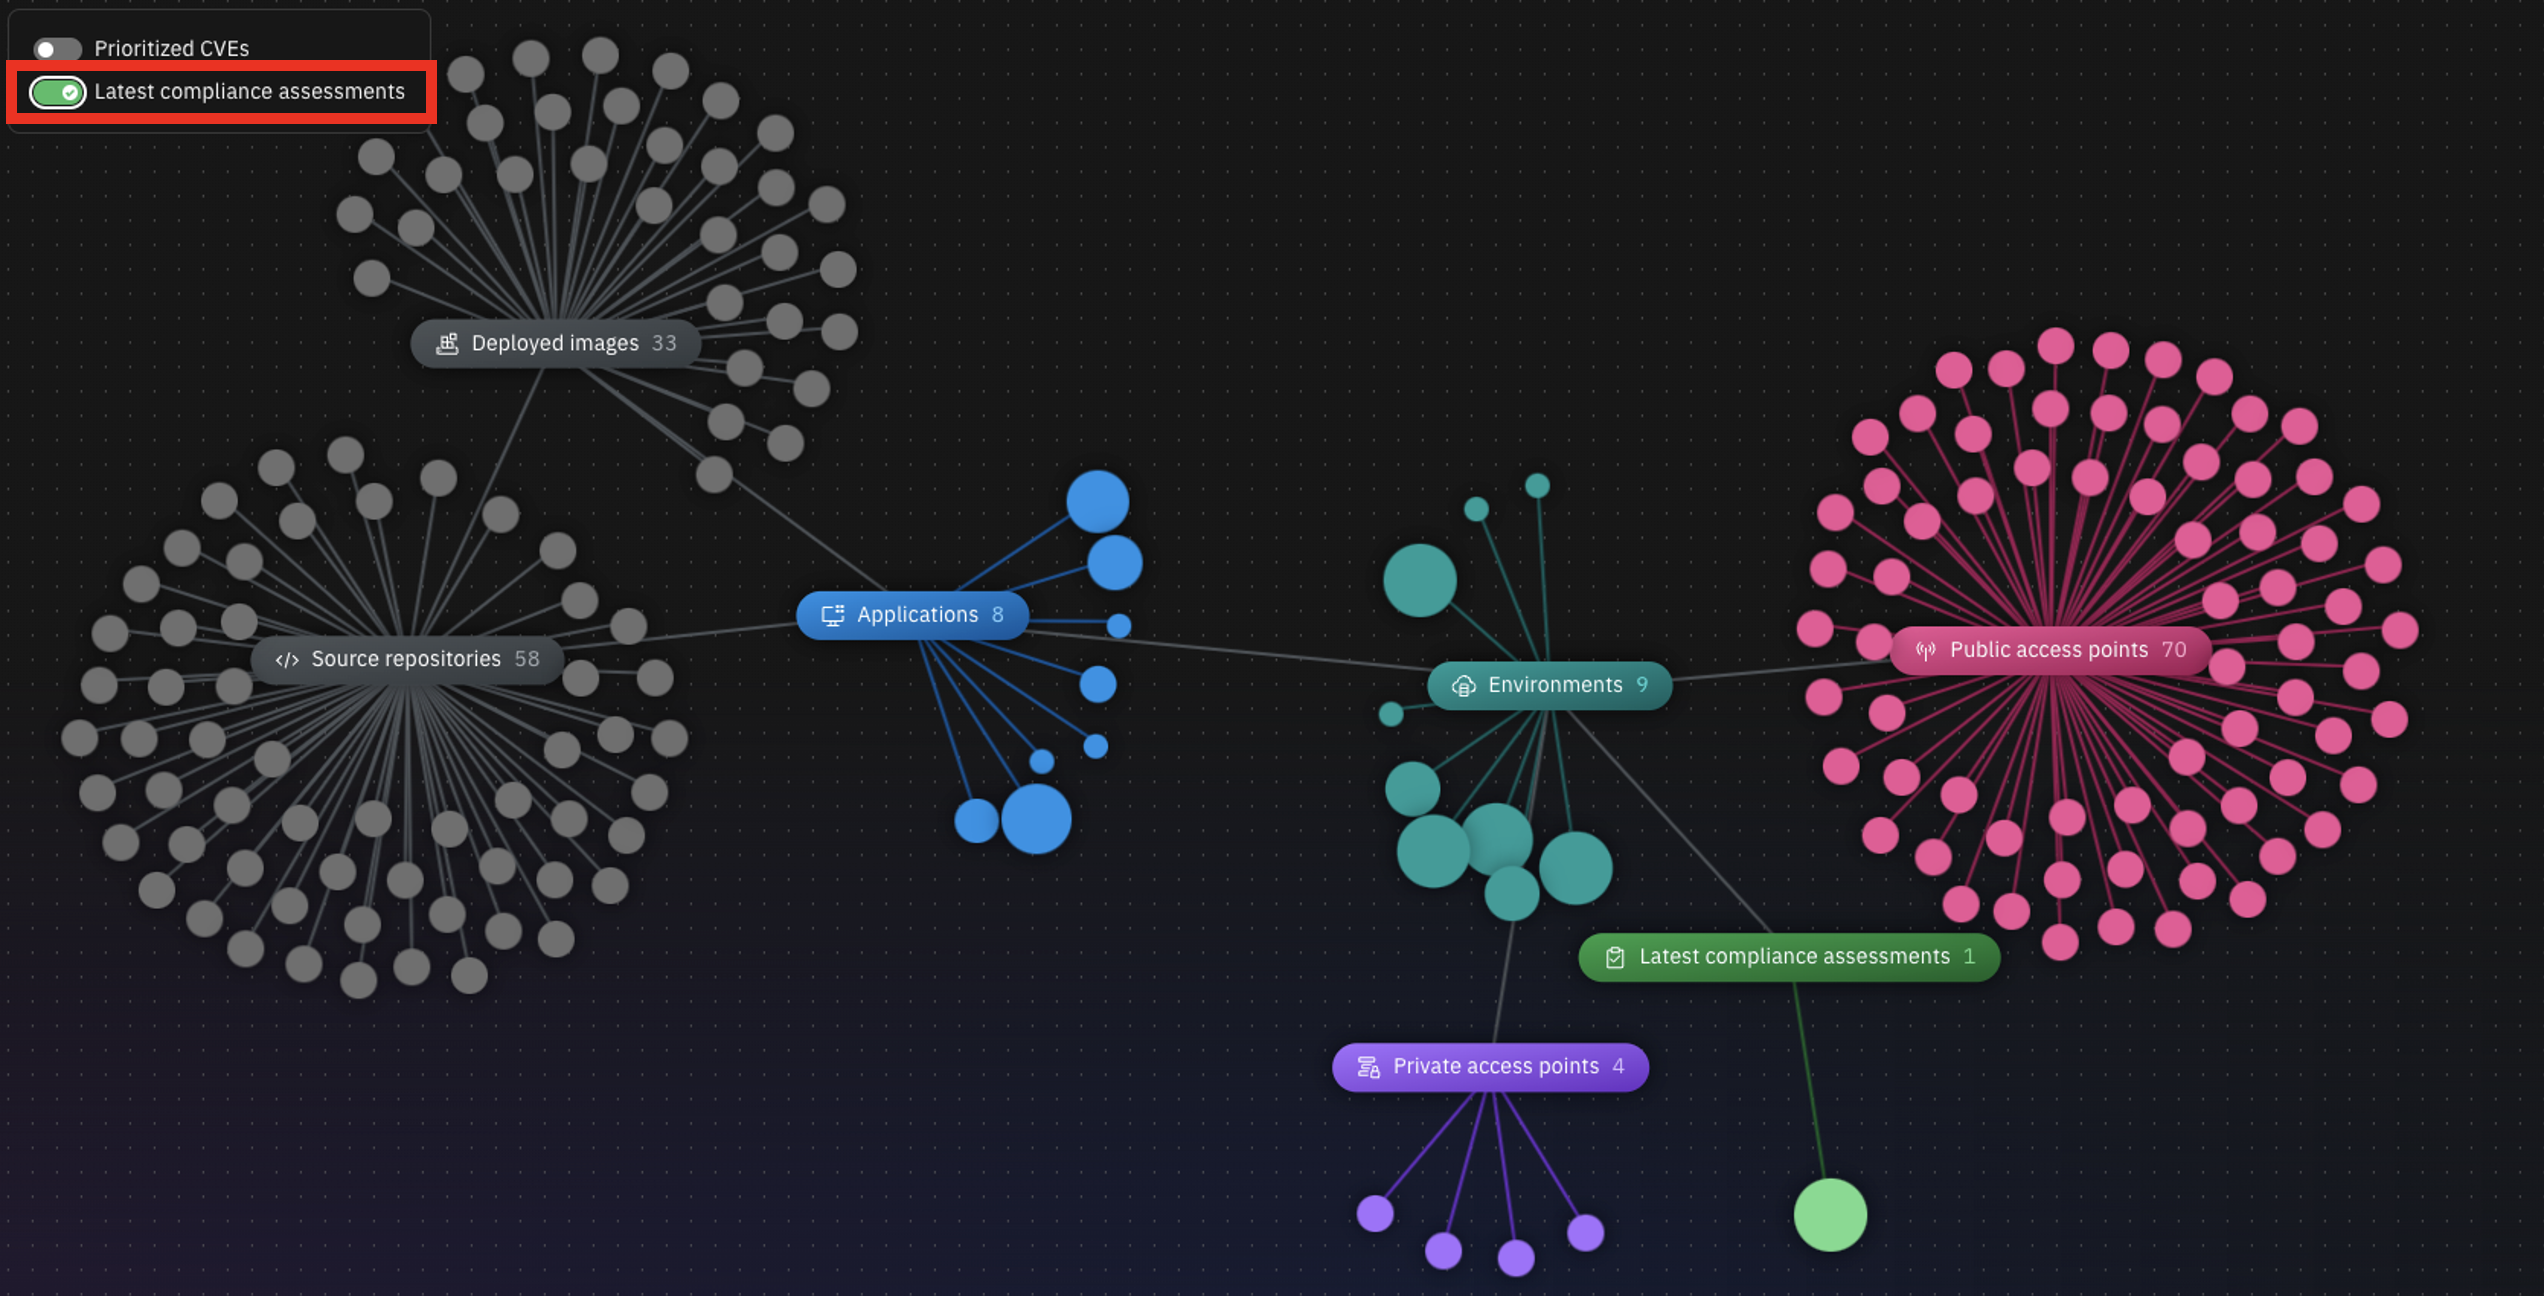 Prioritized CVEs
Latest compliance assessments
Deployed images 33
Applications 8
Source repositories 58
Public access points 70
Environments 9
Latest compliance assessments 1
Private access points 4